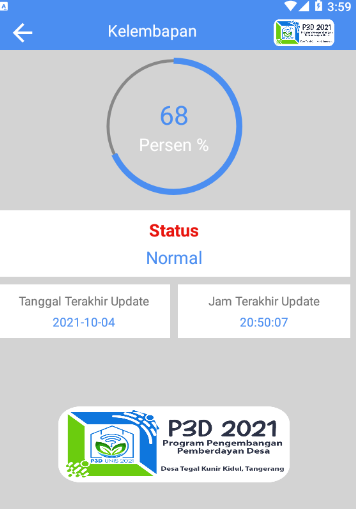 3:59
Kelembapan
P3D 2021
68
Persen %
Status
Normal
Tanggal Terakhir Update
2021-10-04
Jam Terakhir Update
20:50:07
P3D 2021
Program Pengembangan
Pemberdayan Desa
P3D UNIS 2021
Desa Tegal Kunir Kidul, Tangerang